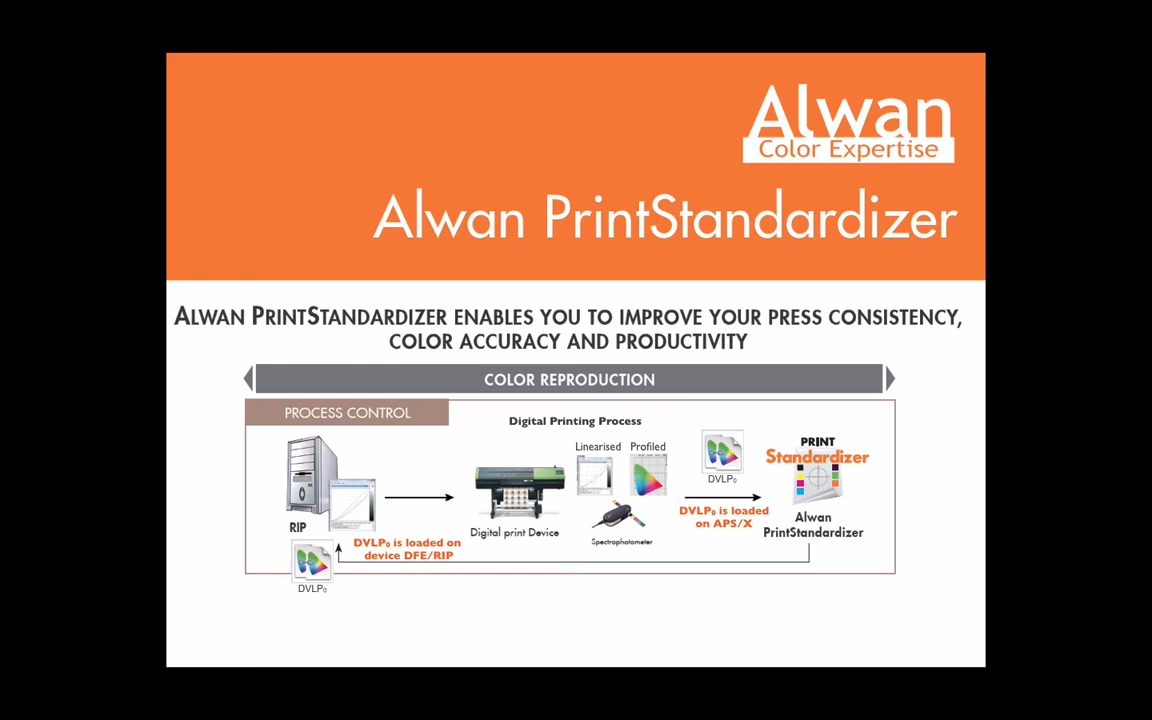 Alwan
Color Expertise
Alwan PrintStandardizer
ALWAN PRINTSTANDARDIZER ENABLES YOU TO IMPROVE YOUR PRESS CONSISTENCY,
COLOR ACCURACY AND PRODUCTIVITY
COLOR REPRODUCTION
PROCESS CONTROL
Digital Printing Process
Linearised
Profiled
PRINT
Standardizer
DVLP₀
RIP
Digital print Device
Spectrophotometer
DVLP₀ is loaded
on APS/X
Alwan
PrintStandardizer
DVLP₀ is loaded on
device DFE/RIP
DVLP₀